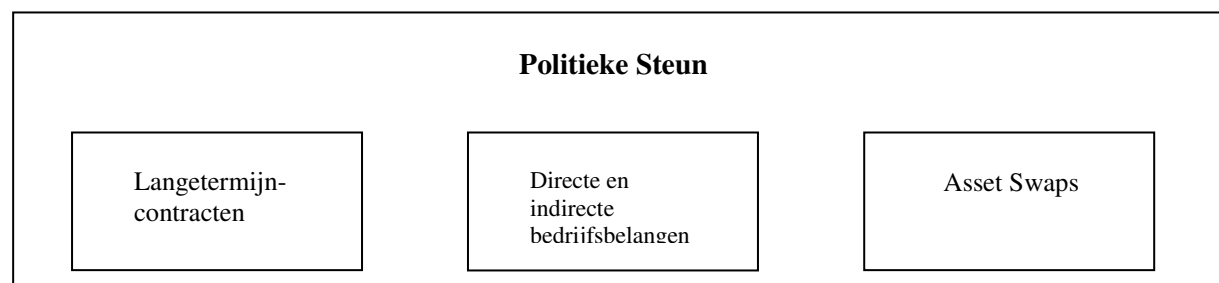 Politieke Steun
Langetermijn-
contracten
Directe en
indirecte
bedrijfsbelangen
Asset Swaps